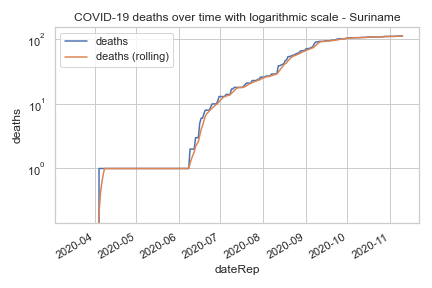 COVID-19 deaths over time with logarithmic scale - Suriname
deaths
deaths (rolling)
10²
10¹
10⁰
deaths
2020-04
2020-05
2020-06
2020-07
2020-08
2020-09
2020-10
2020-11
dateRep